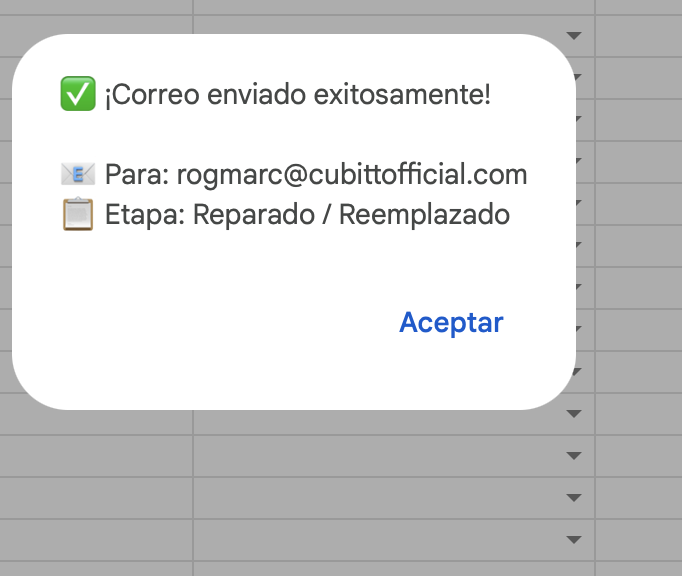 ✅ ¡Correo enviado exitosamente!
📧 Para: rogmarc@cubittofficial.com
📋 Etapa: Reparado / Reemplazado
Aceptar